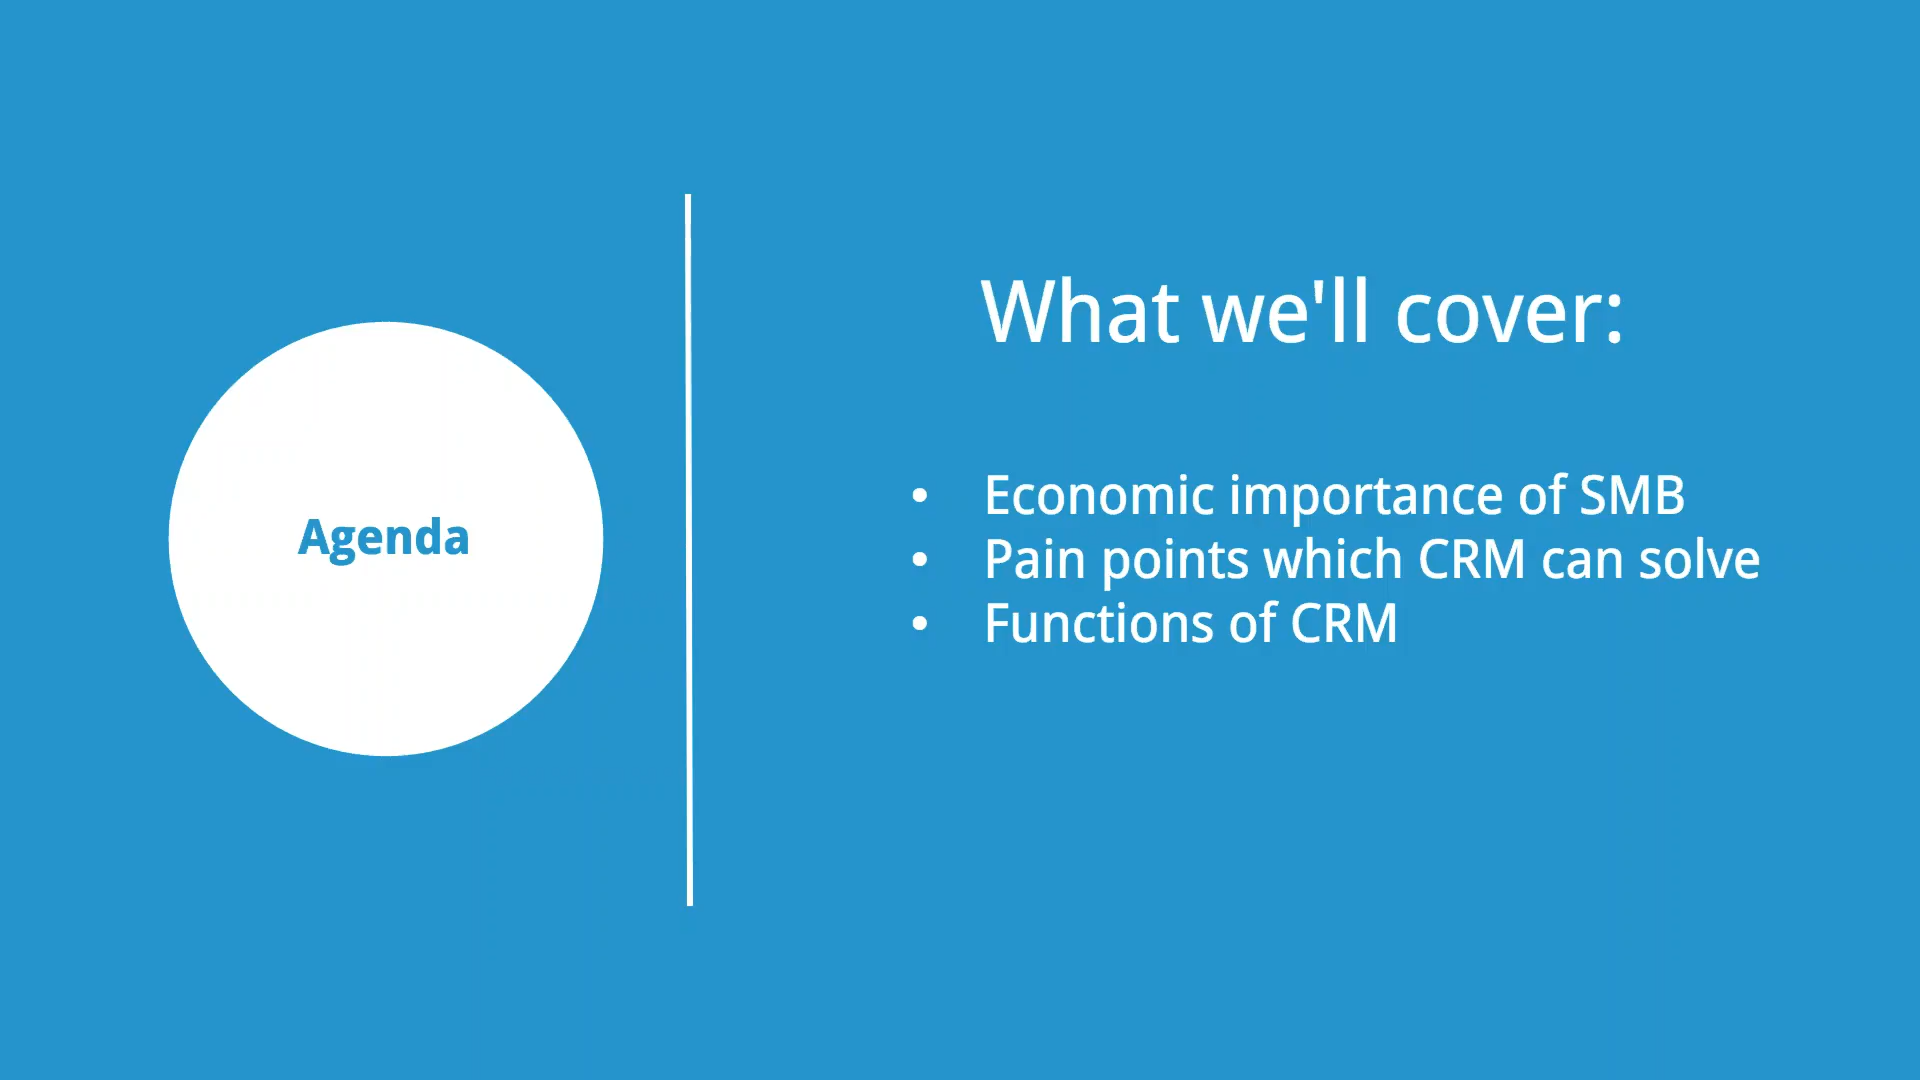 Agenda
What we'll cover:
• Economic importance of SMB
• Pain points which CRM can solve
• Functions of CRM